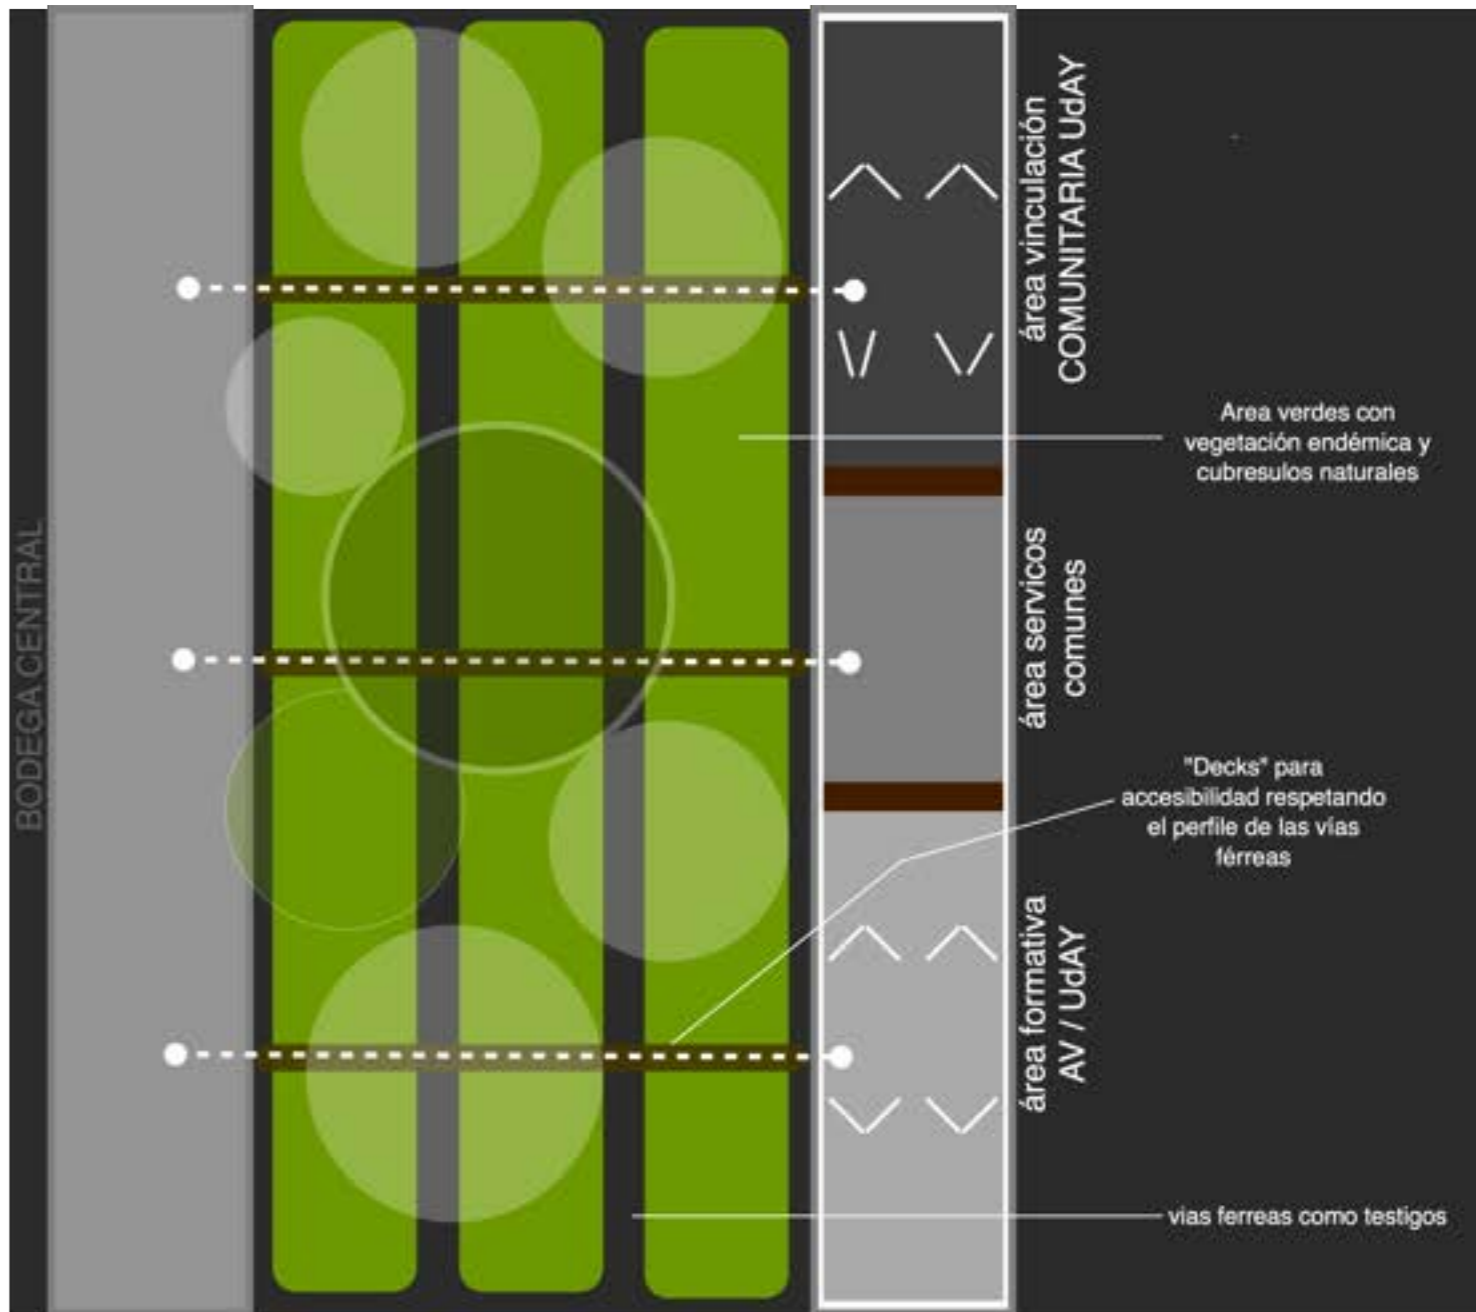 BODEGA CENTRAL
área vinculación
COMUNITARIA UdAY
Area verdes con
vegetación endémica y
cubresulos naturales
área servicos
comunes
"Decks" para
accesibilidad respetando
el perfile de las vías
férreas
área formativa
AV / UdAY
vias ferreas como testigos